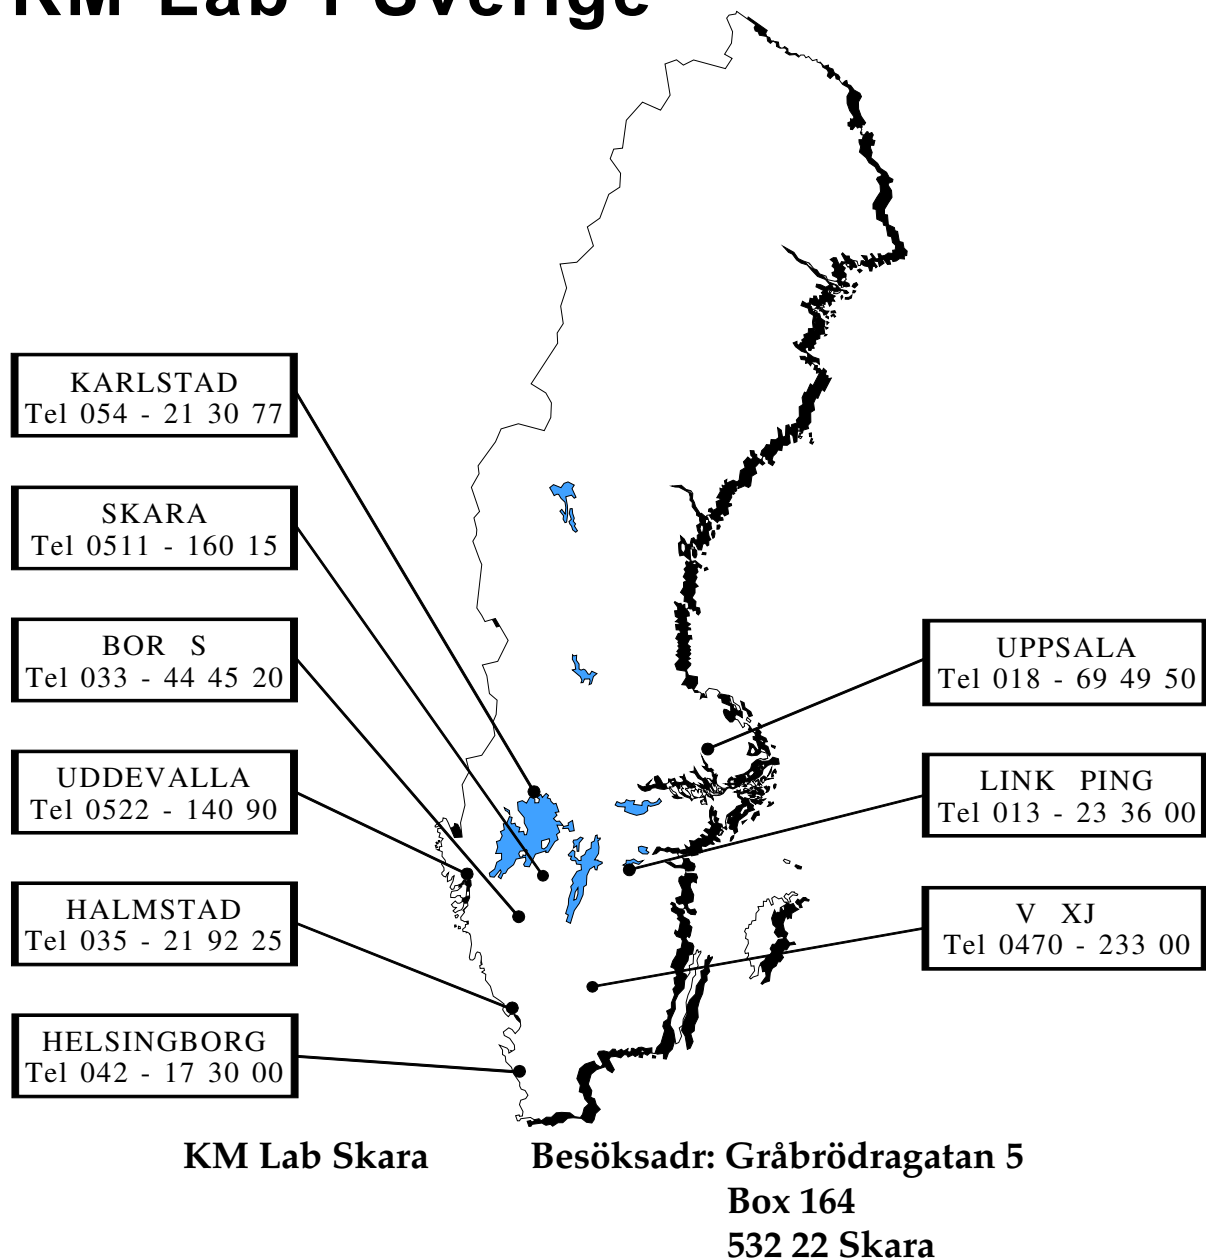 KM Lab i Sverige
KARLSTAD
Tel 054 - 21 30 77
SKARA
Tel 0511 - 160 15
BOR S
Tel 033 - 44 45 20
UDDEVALLA
Tel 0522 - 140 90
HALMSTAD
Tel 035 - 21 92 25
HELSINGBORG
Tel 042 - 17 30 00
UPPSALA
Tel 018 - 69 49 50
LINK PING
Tel 013 - 23 36 00
V XJ
Tel 0470 - 233 00
KM Lab Skara Besöksadr: Gråbrödragatan 5
Box 164
532 22 Skara